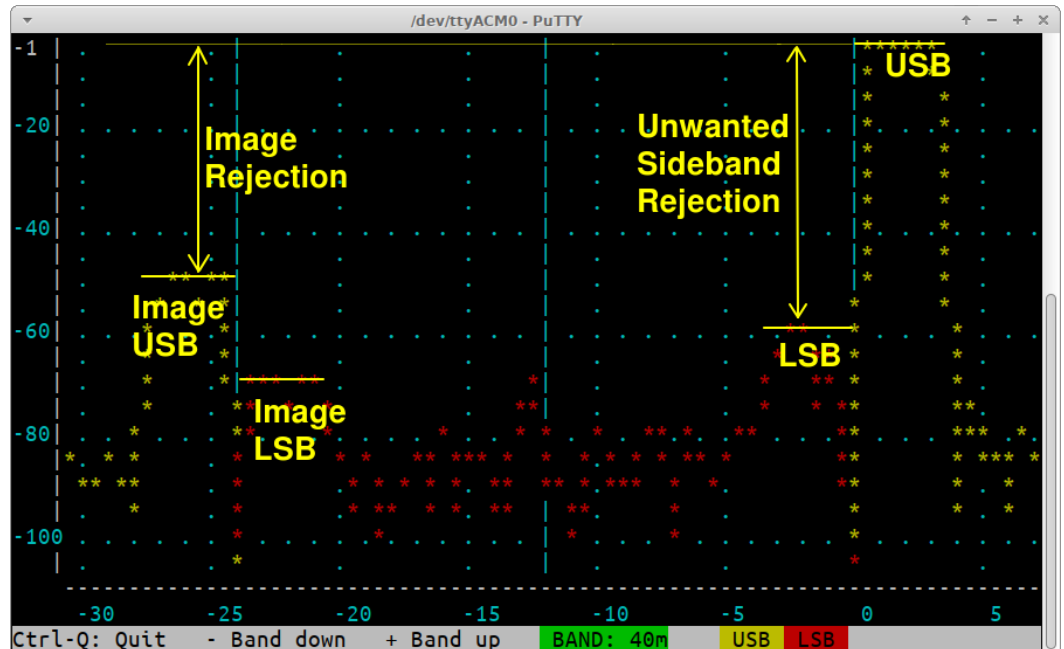 /dev/ttyACM0 - PuTTY
-1
USB
-20
Image
Rejection
Unwanted
Sideband
Rejection
-40
Image
USB
-60
LSB
Image
LSB
-80
-100
-30 -25 -20 -15 -10 -5 0 5
Ctrl-Q: Quit - Band down + Band up BAND: 40m USB LSB